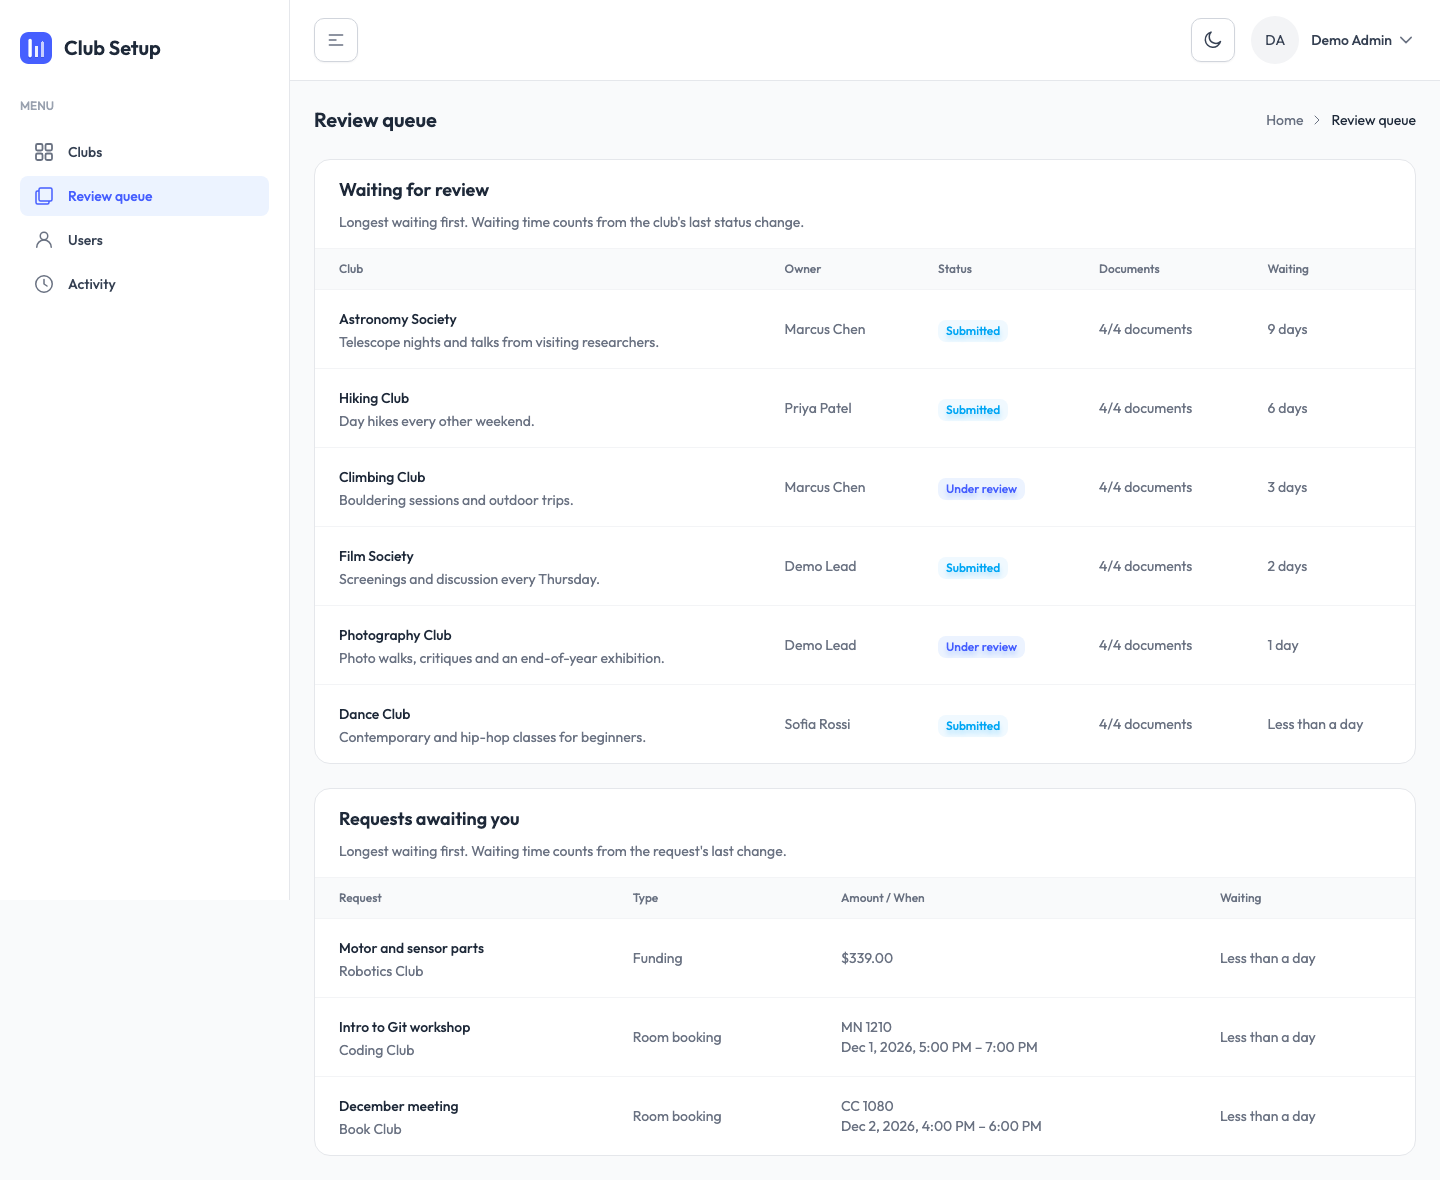 Club Setup
DA
Demo Admin
MENU
Clubs
Review queue
Users
Activity
Review queue
Home > Review queue
Waiting for review
Longest waiting first. Waiting time counts from the club's last status change.
Club Owner Status Documents Waiting
Astronomy Society
Telescope nights and talks from visiting researchers.
Marcus Chen Submitted 4/4 documents 9 days
Hiking Club
Day hikes every other weekend.
Priya Patel Submitted 4/4 documents 6 days
Climbing Club
Bouldering sessions and outdoor trips.
Marcus Chen Under review 4/4 documents 3 days
Film Society
Screenings and discussion every Thursday.
Demo Lead Submitted 4/4 documents 2 days
Photography Club
Photo walks, critiques and an end-of-year exhibition.
Demo Lead Under review 4/4 documents 1 day
Dance Club
Contemporary and hip-hop classes for beginners.
Sofia Rossi Submitted 4/4 documents Less than a day
Requests awaiting you
Longest waiting first. Waiting time counts from the request's last change.
Request Type Amount / When Waiting
Motor and sensor parts
Robotics Club
Funding $339.00 Less than a day
Intro to Git workshop
Coding Club
Room booking
MN 1210
Dec 1, 2026, 5:00 PM – 7:00 PM
Less than a day
December meeting
Book Club
Room booking
CC 1080
Dec 2, 2026, 4:00 PM – 6:00 PM
Less than a day